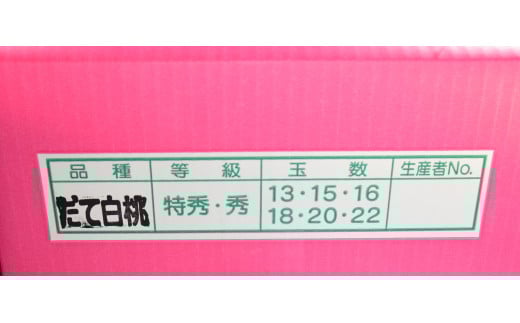 品種 等級 玉数 生産者No.
だて白桃 特秀・秀 13・15・16
18・20・22